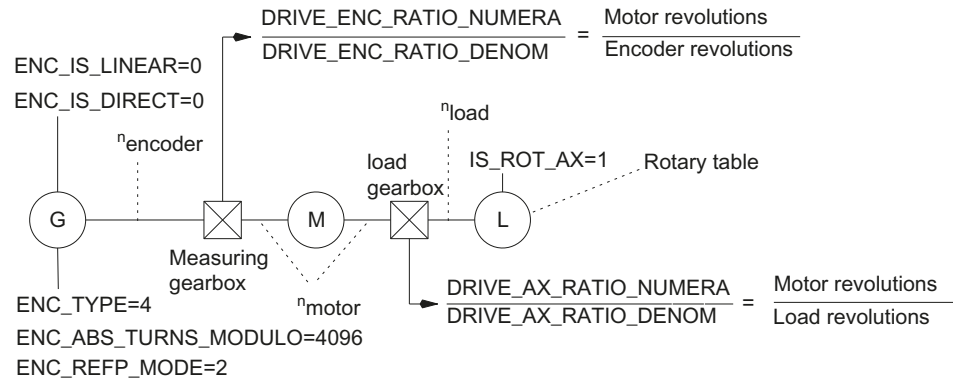 DRIVE_ENC_RATIO_NUMERA
DRIVE_ENC_RATIO_DENOM
=
Motor revolutions
Encoder revolutions
ENC_IS_LINEAR=0
ENC_IS_DIRECT=0
nencoder
nload
load
gearbox
IS_ROT_AX=1
Rotary table
G
M
L
Measuring
gearbox
nmotor
DRIVE_AX_RATIO_NUMERA
DRIVE_AX_RATIO_DENOM
=
Motor revolutions
Load revolutions
ENC_TYPE=4
ENC_ABS_TURNS_MODULO=4096
ENC_REFP_MODE=2